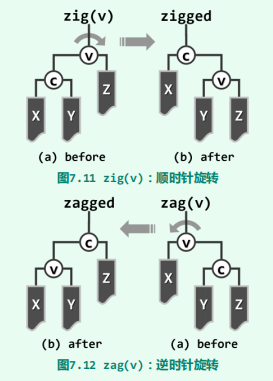 zig(v) zigged
v c
c Z X v
X Y Y Z
(a) before (b) after
图7.11 zig(v)：顺时针旋转
zagged zag(v)
c v
v Z X c
X Y Y Z
(b) after (a) before
图7.12 zag(v)：逆时针旋转